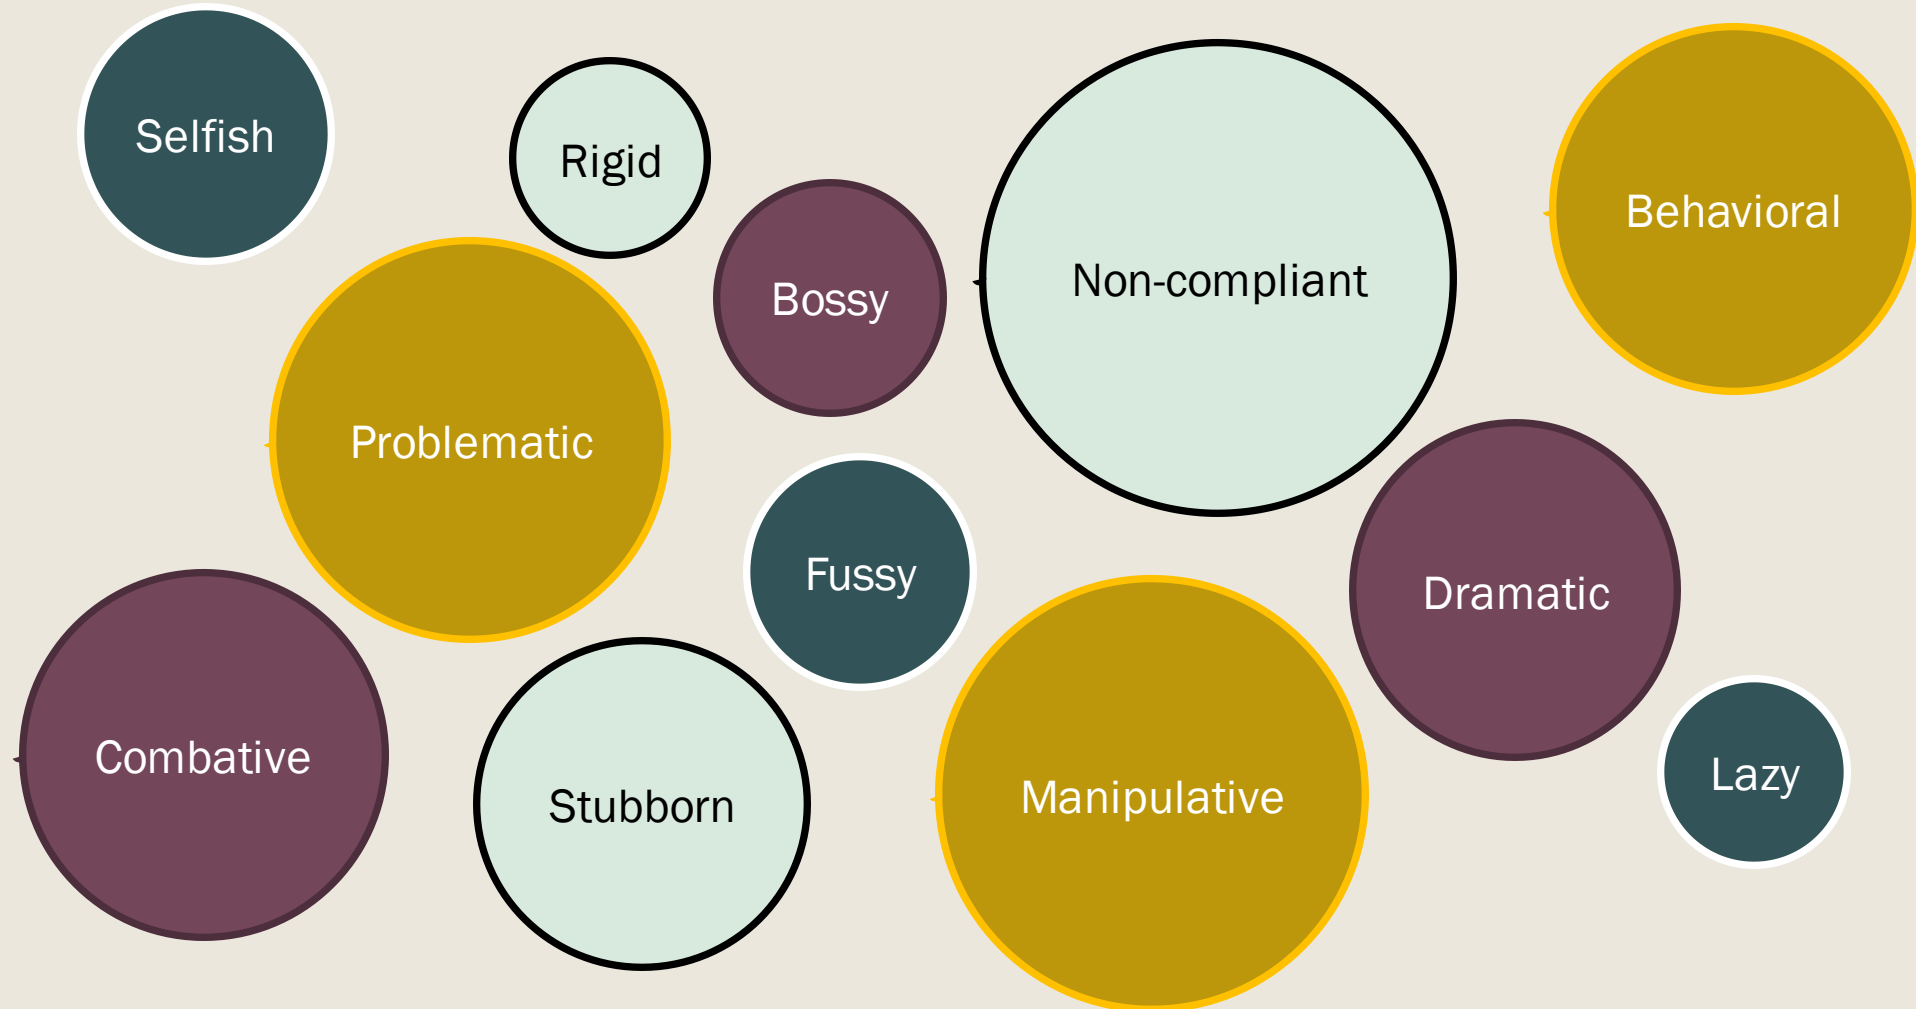 Selfish
Rigid
Behavioral
Non-compliant
Bossy
Problematic
Fussy
Dramatic
Combative
Lazy
Manipulative
Stubborn